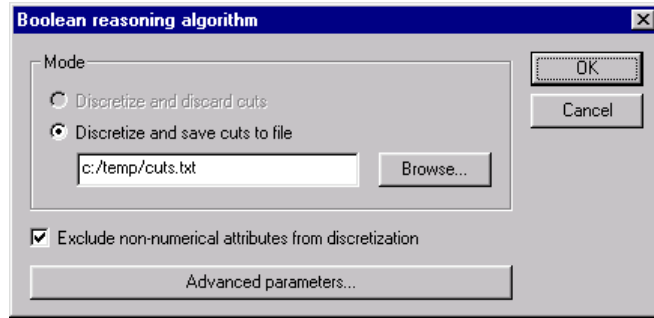 Boolean reasoning algorithm
Mode
Discretize and discard cuts
Discretize and save cuts to file
c:/temp/cuts.txt
Browse...
Exclude non-numerical attributes from discretization
Advanced parameters...
OK
Cancel